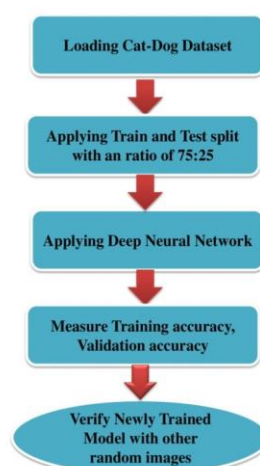 Loading Cat-Dog Dataset
Applying Train and Test split
with an ratio of 75:25
Applying Deep Neural Network
Measure Training accuracy,
Validation accuracy
Verify Newly Trained
Model with other
random images